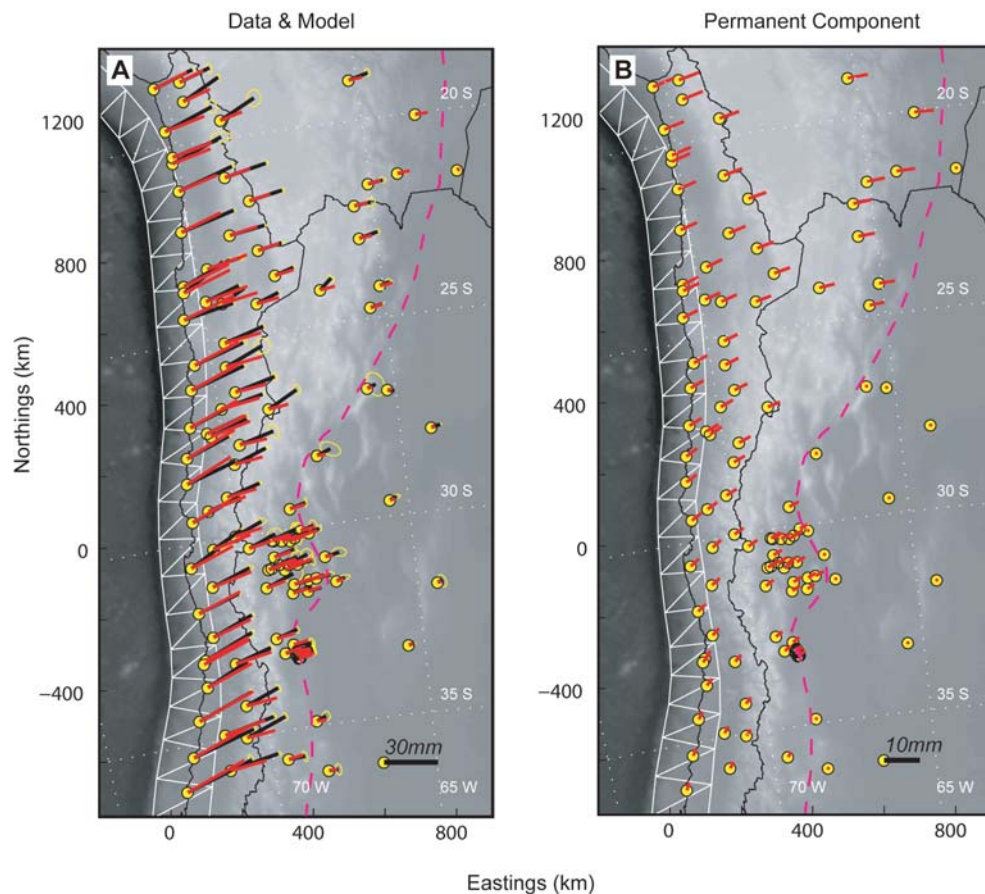 Data & Model
Permanent Component
A
B
20 S
20 S
25 S
25 S
30 S
30 S
35 S
35 S
70 W
65 W
70 W
65 W
30mm
10mm
1200
800
400
0
−400
1200
800
400
0
−400
0
400
800
0
400
800
Northings (km)
Eastings (km)